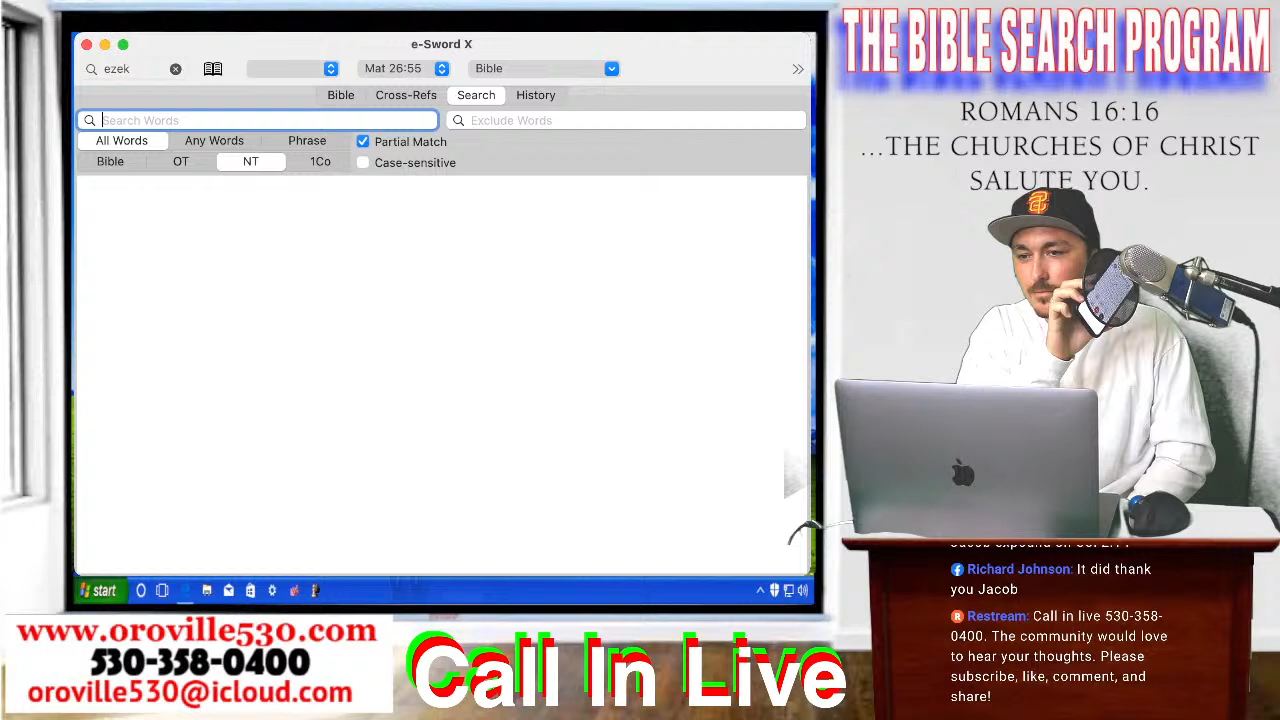 THE BIBLE SEARCH PROGRAM
ROMANS 16:16
...THE CHURCHES OF CHRIST
SALUTE YOU.
e-Sword X
ezek
Mat 26:55
Bible
Bible
Cross-Refs
Search
History
Search Words
Exclude Words
All Words
Any Words
Phrase
Partial Match
Bible
OT
NT
1Co
Case-sensitive
start
Richard Johnson: It did thank
you Jacob
Restream: Call in live 530-358-
0400. The community would love
to hear your thoughts. Please
subscribe, like, comment, and
share!
www.oroville530.com
530-358-0400
oroville530@icloud.com
Call In Live